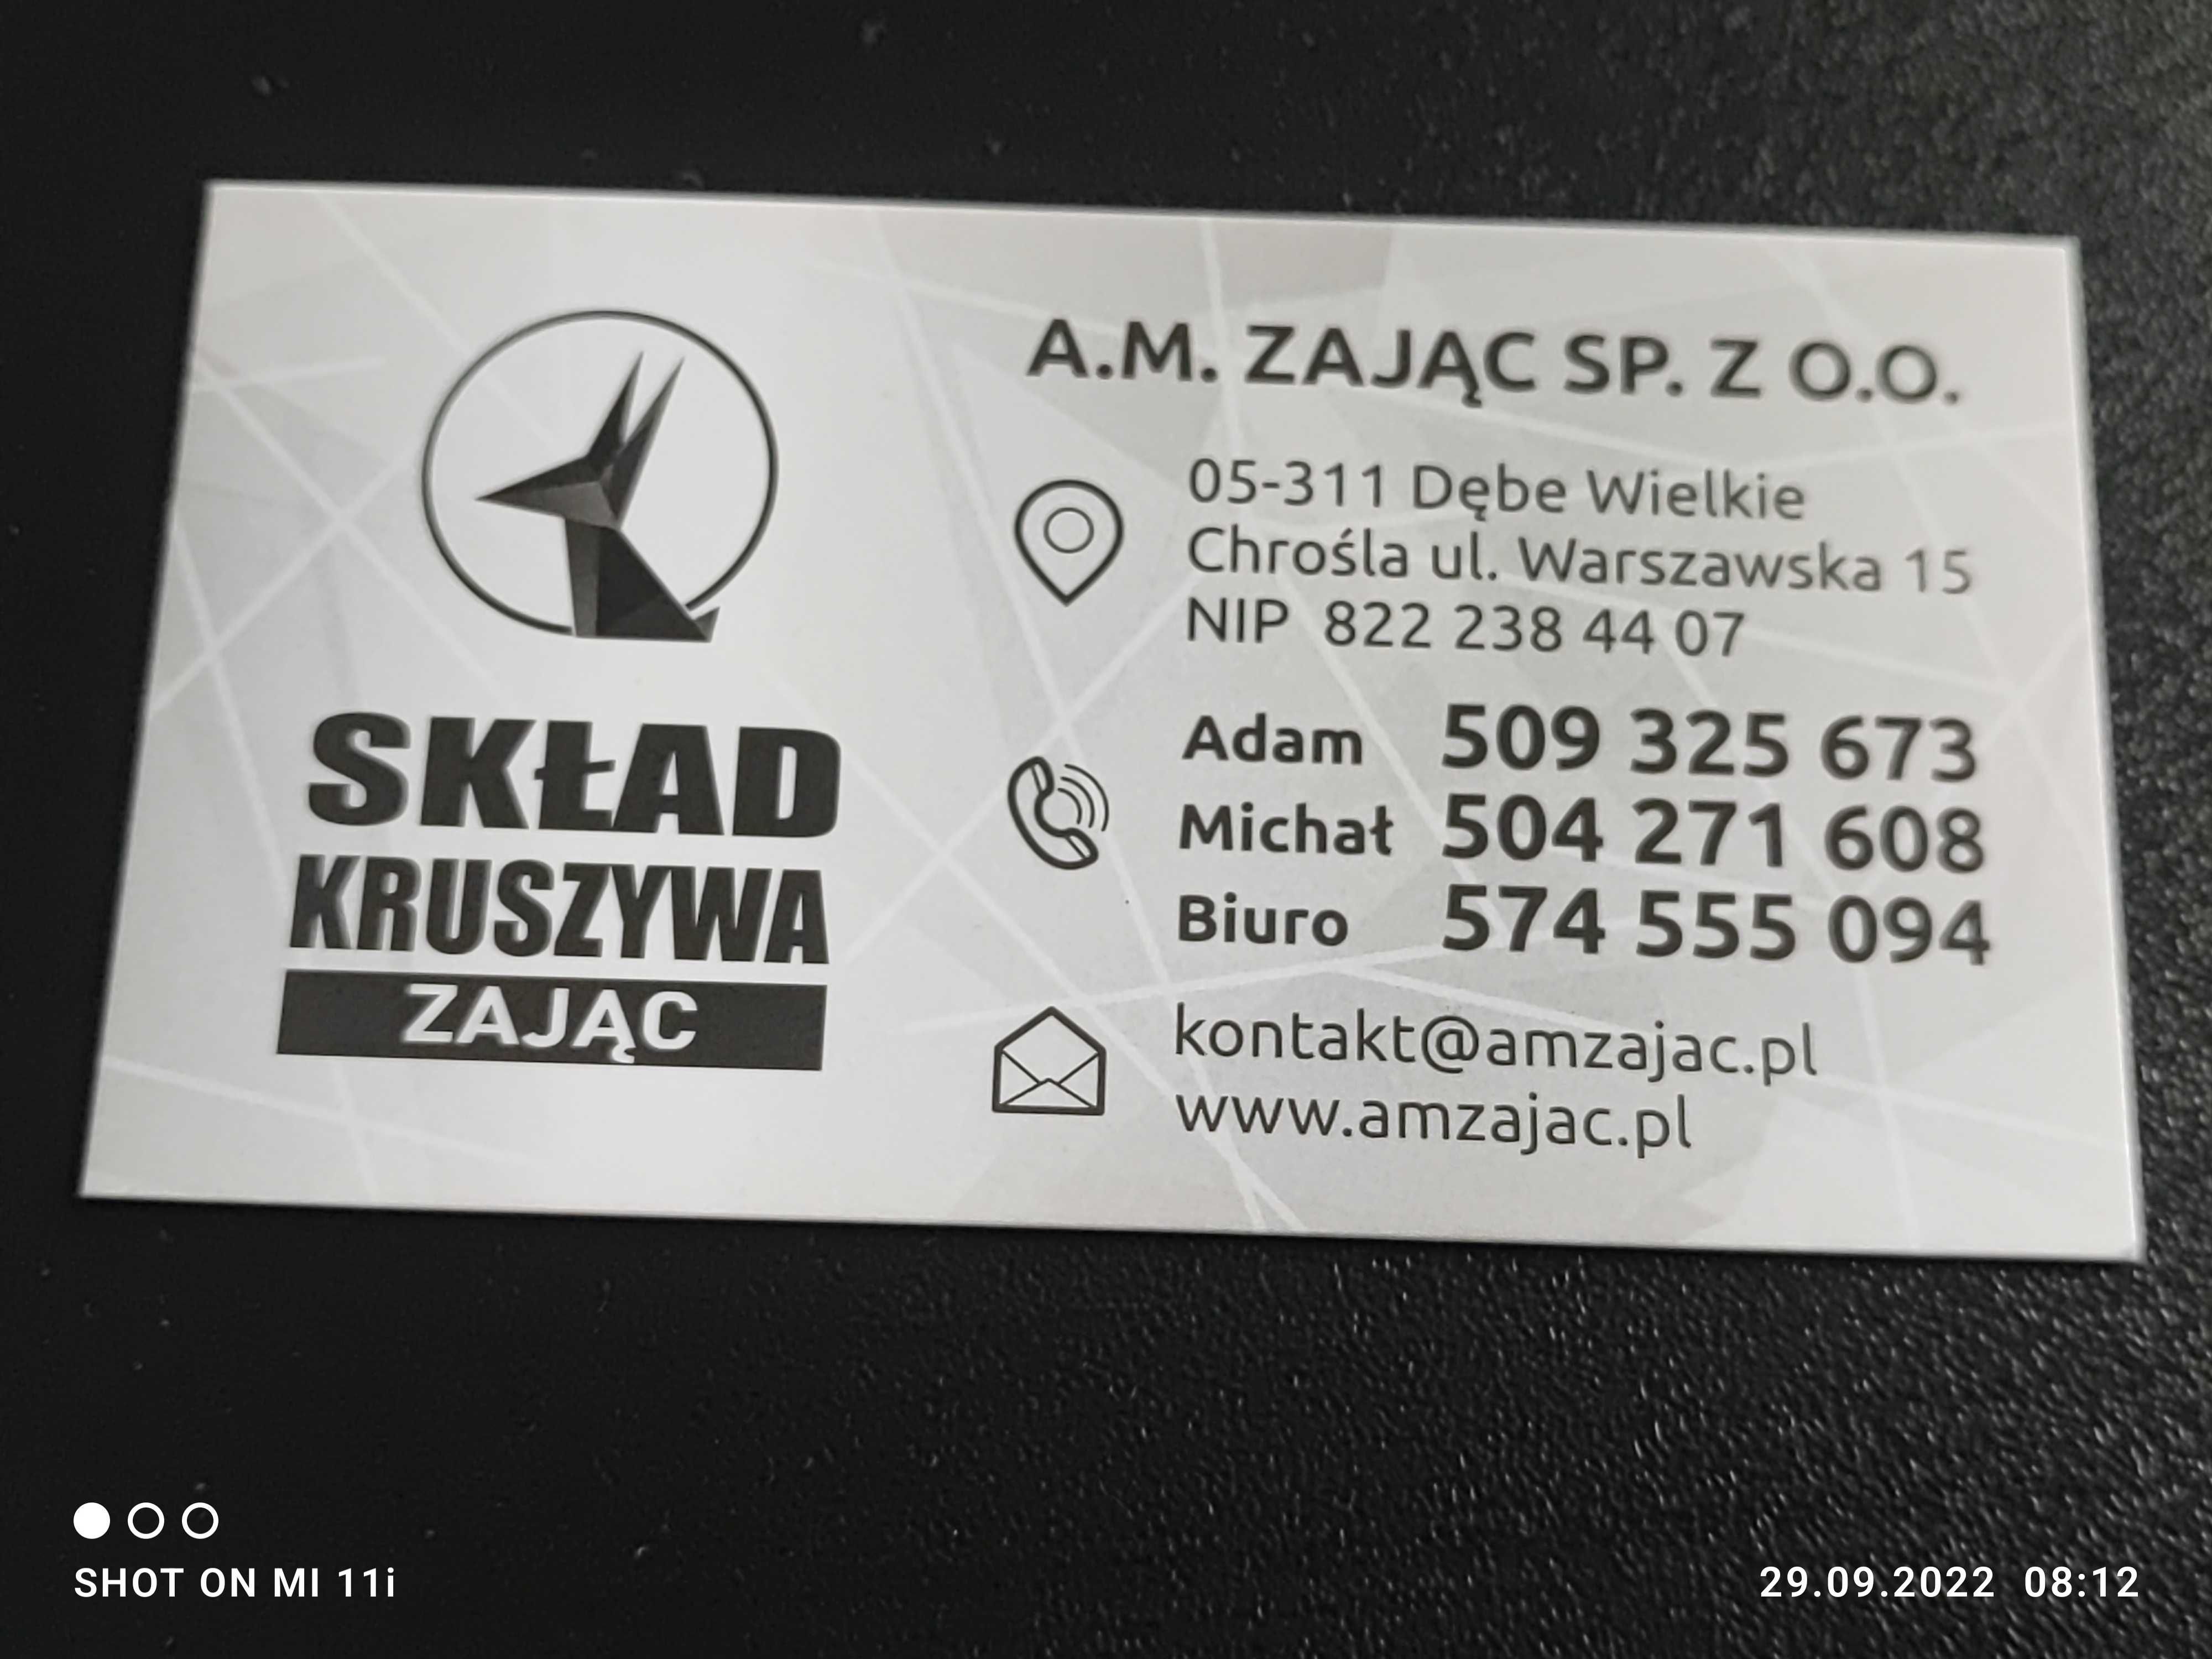 SKŁAD
KRUSZYWA
ZAJĄC
A.M. ZAJĄC SP. Z O.O.
05-311 Dębe Wielkie
Chrośla ul. Warszawska 15
NIP 822 238 44 07
Adam 509 325 673
Michał 504 271 608
Biuro 574 555 094
kontakt@amzajac.pl
www.amzajac.pl
SHOT ON MI 11i
29.09.2022 08:12